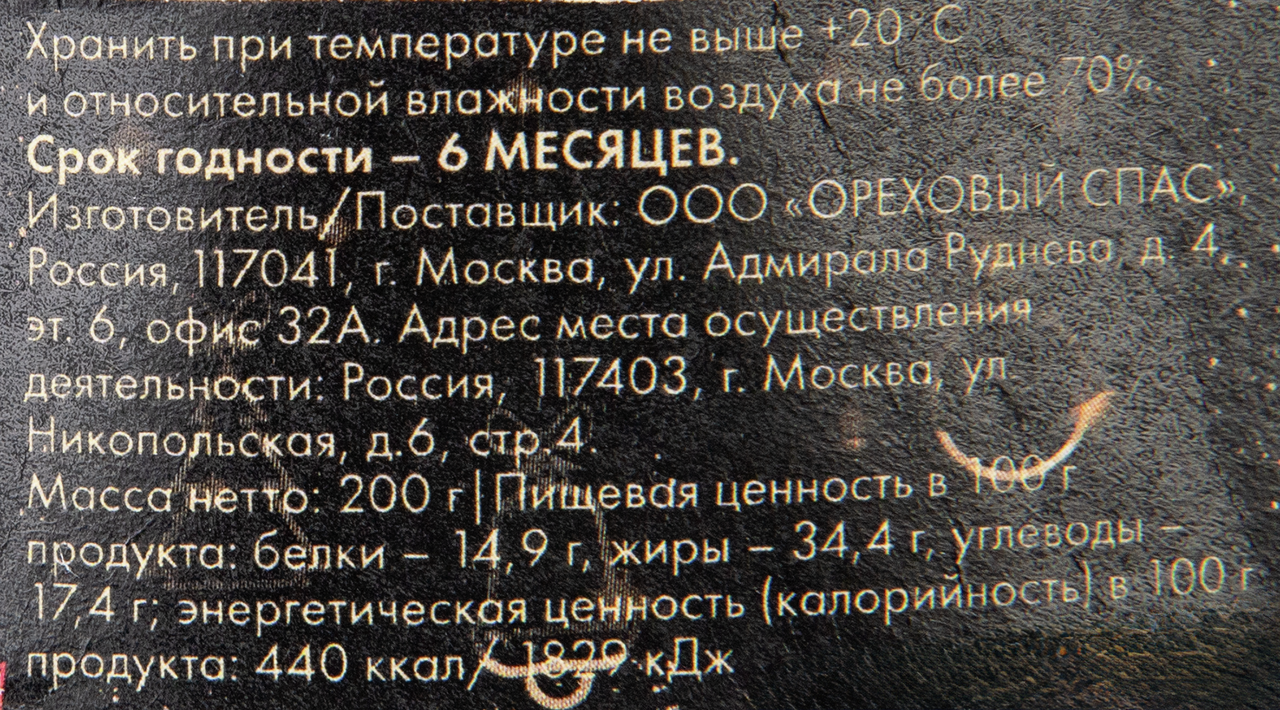 Хранить при температуре не выше +20 °C
и относительной влажности воздуха не более 70%.
Срок годности – 6 МЕСЯЦЕВ.
Изготовитель/Поставщик: ООО «ОРЕХОВЫЙ СПАС»,
Россия, 117041, г. Москва, ул. Адмирала Руднева, д. 4,
эт. 6, офис 32А. Адрес места осуществления
деятельности: Россия, 117403, г. Москва, ул.
Никопольская, д.6, стр.4.
Масса нетто: 200 г|Пищевая ценность в 100 г
продукта: белки – 14,9 г, жиры – 34,4 г, углеводы –
17,4 г; энергетическая ценность (калорийность) в 100 г
продукта: 440 ккал/ 1829 кДж